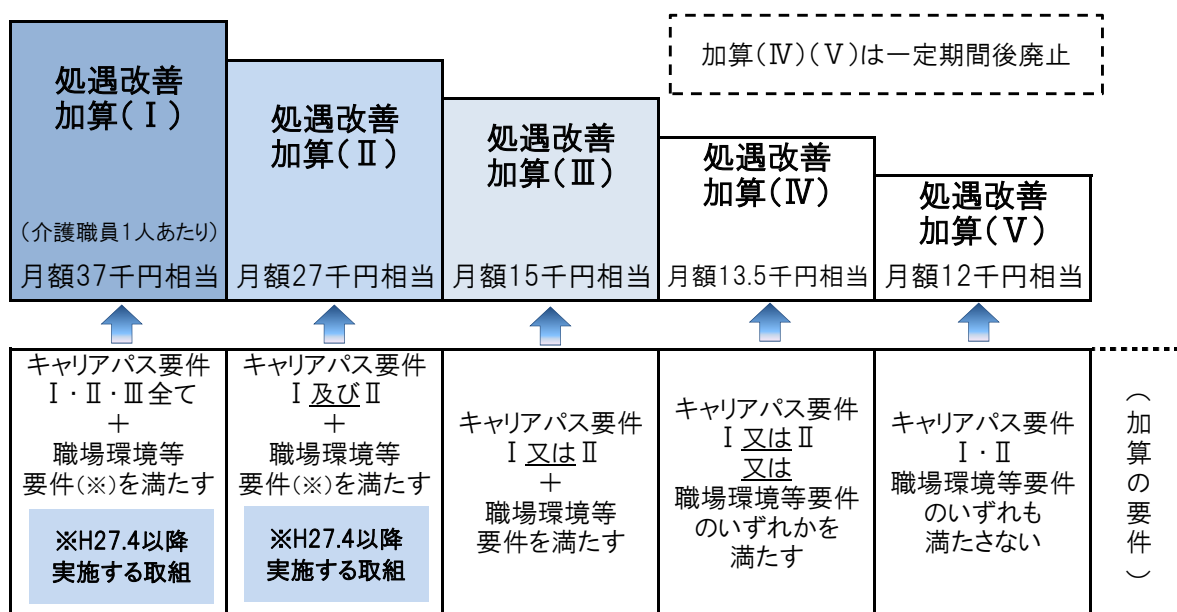 処遇改善
加算(Ⅰ)
(介護職員1人あたり)
月額37千円相当
処遇改善
加算(Ⅱ)
月額27千円相当
処遇改善
加算(Ⅲ)
月額15千円相当
処遇改善
加算(Ⅳ)
月額13.5千円相当
処遇改善
加算(Ⅴ)
月額12千円相当
加算(Ⅳ)(Ⅴ)は一定期間後廃止
キャリアパス要件
Ⅰ・Ⅱ・Ⅲ全て
+
職場環境等
要件(※)を満たす
※H27.4以降
実施する取組
キャリアパス要件
Ⅰ及びⅡ
+
職場環境等
要件(※)を満たす
※H27.4以降
実施する取組
キャリアパス要件
Ⅰ又はⅡ
+
職場環境等
要件を満たす
キャリアパス要件
Ⅰ又はⅡ
又は
職場環境等要件
のいずれかを
満たす
キャリアパス要件
Ⅰ・Ⅱ
職場環境等要件
のいずれも
満たさない
(加算の要件)